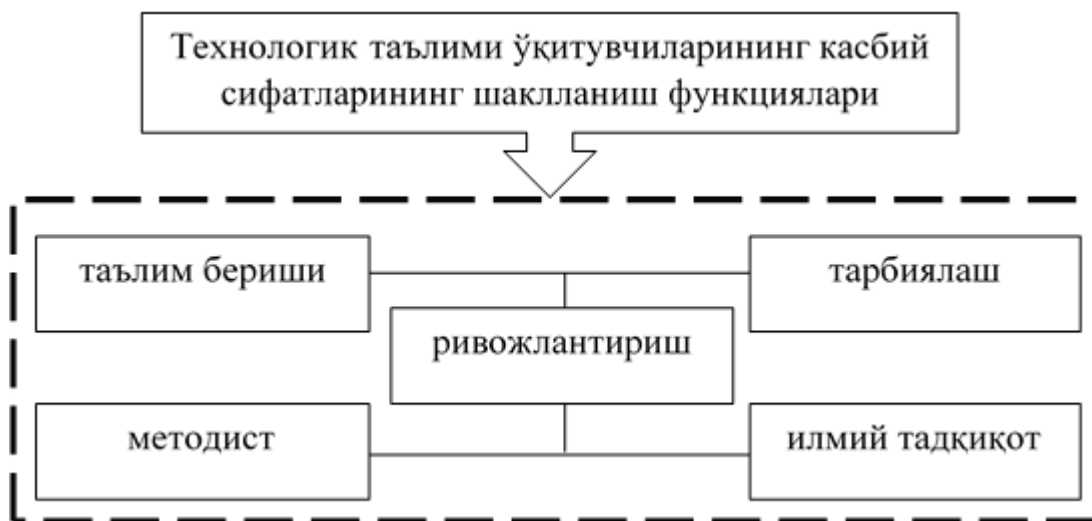 Технологик таълими ўқитувчиларининг касбий
сифатларининг шаклланиш функциялари
таълим бериши
тарбиялаш
ривожлантириш
методист
илмий тадқиқот